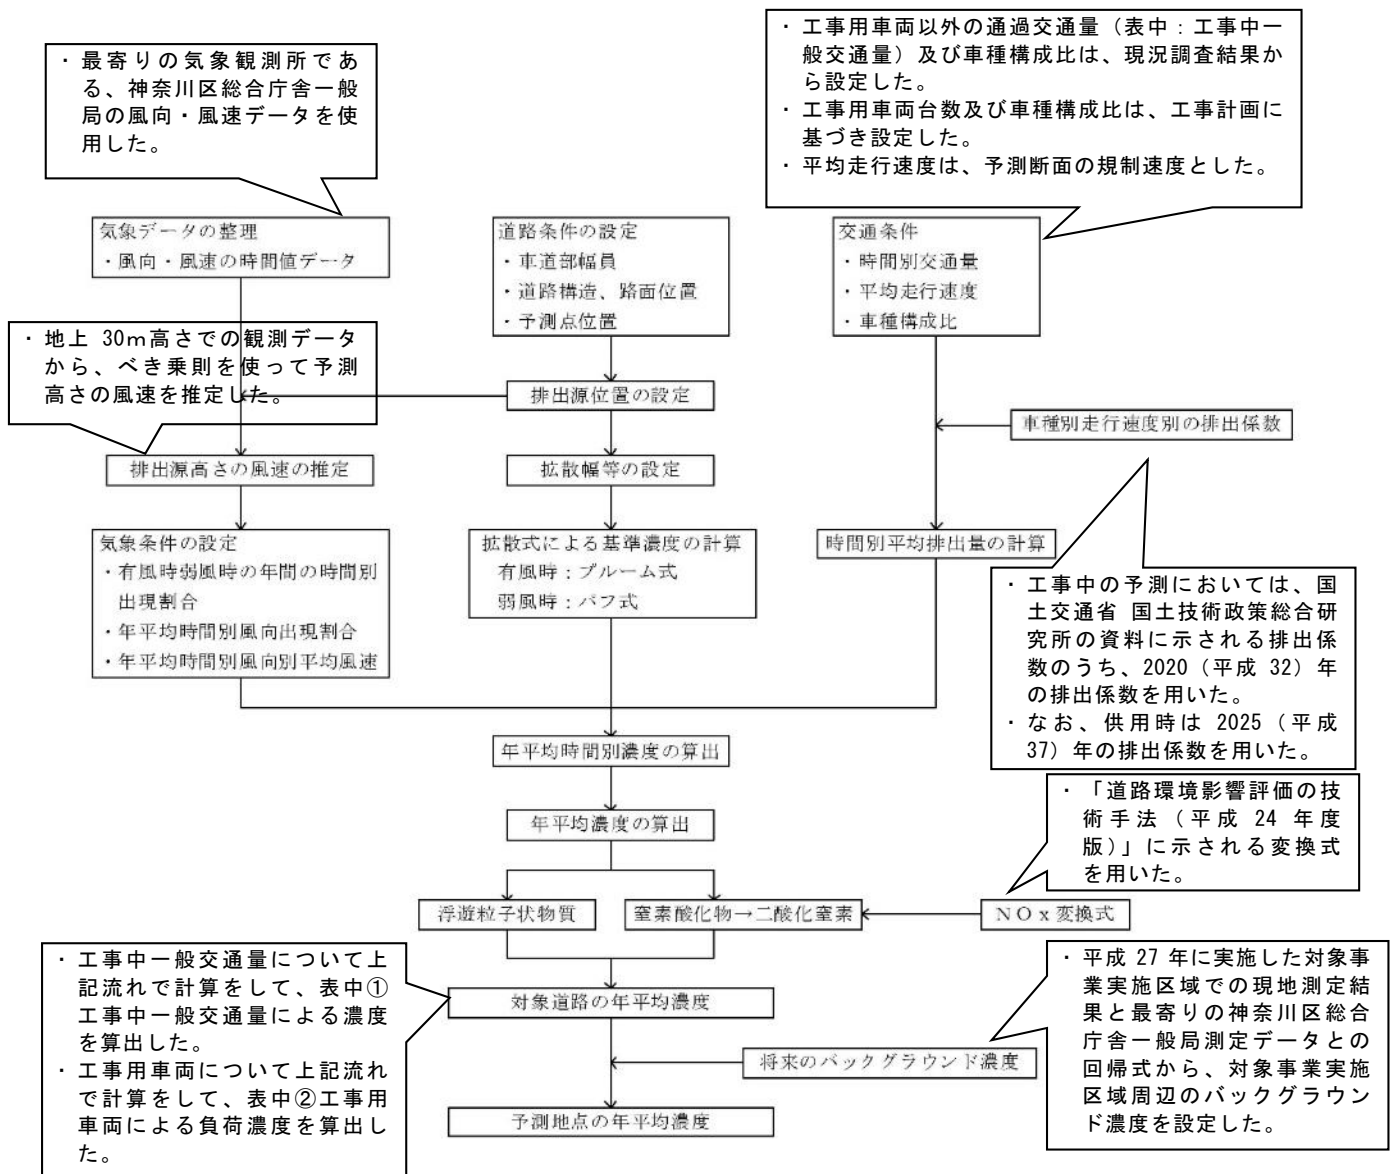 ・ 最寄りの気象観測所であ
る、神奈川区総合庁舎一般
局の風向・風速データを使
用した。
・ 工事用車両以外の通過交通量（表中：工事中一
般交通量）及び車種構成比は、現況調査結果か
ら設定した。
・ 工事用車両台数及び車種構成比は、工事計画に
基づき設定した。
・ 平均走行速度は、予測断面の規制速度とした。
気象データの整理
・風向・風速の時間値データ
道路条件の設定
・車道部幅員
・道路構造、路面位置
・予測点位置
交通条件
・時間別交通量
・平均走行速度
・車種構成比
・ 地上 30ｍ高さでの観測データ
から、べき乗則を使って予測
高さの風速を推定した。
排出源位置の設定
車種別走行速度別の排出係数
排出源高さの風速の推定
拡散幅等の設定
気象条件の設定
・有風時弱風時の年間の時間別
出現割合
・年平均時間別風向出現割合
・年平均時間別風向別平均風速
拡散式による基準濃度の計算
有風時：プルーム式
弱風時：パフ式
時間別平均排出量の計算
・ 工事中の予測においては、国
土交通省 国土技術政策総合研
究所の資料に示される排出係
数のうち、2020（平成 32）年
の排出係数を用いた。
・ なお、供用時は 2025（平成
37）年の排出係数を用いた。
年平均時間別濃度の算出
年平均濃度の算出
・ 「道路環境影響評価の技
術手法（平成 24 年度
版）」に示される変換式
を用いた。
浮遊粒子状物質
窒素酸化物→二酸化窒素
ＮＯｘ変換式
・ 工事中一般交通量について上
記流れで計算をして、表中①
工事中一般交通量による濃度
を算出した。
・ 工事用車両について上記流れ
で計算をして、表中②工事用
車両による負荷濃度を算出し
た。
対象道路の年平均濃度
将来のバックグラウンド濃度
予測地点の年平均濃度
・ 平成 27 年に実施した対象事
業実施区域での現地測定結
果と最寄りの神奈川区総合
庁舎一般局測定データとの
回帰式から、対象事業実施
区域周辺のバックグラウン
ド濃度を設定した。